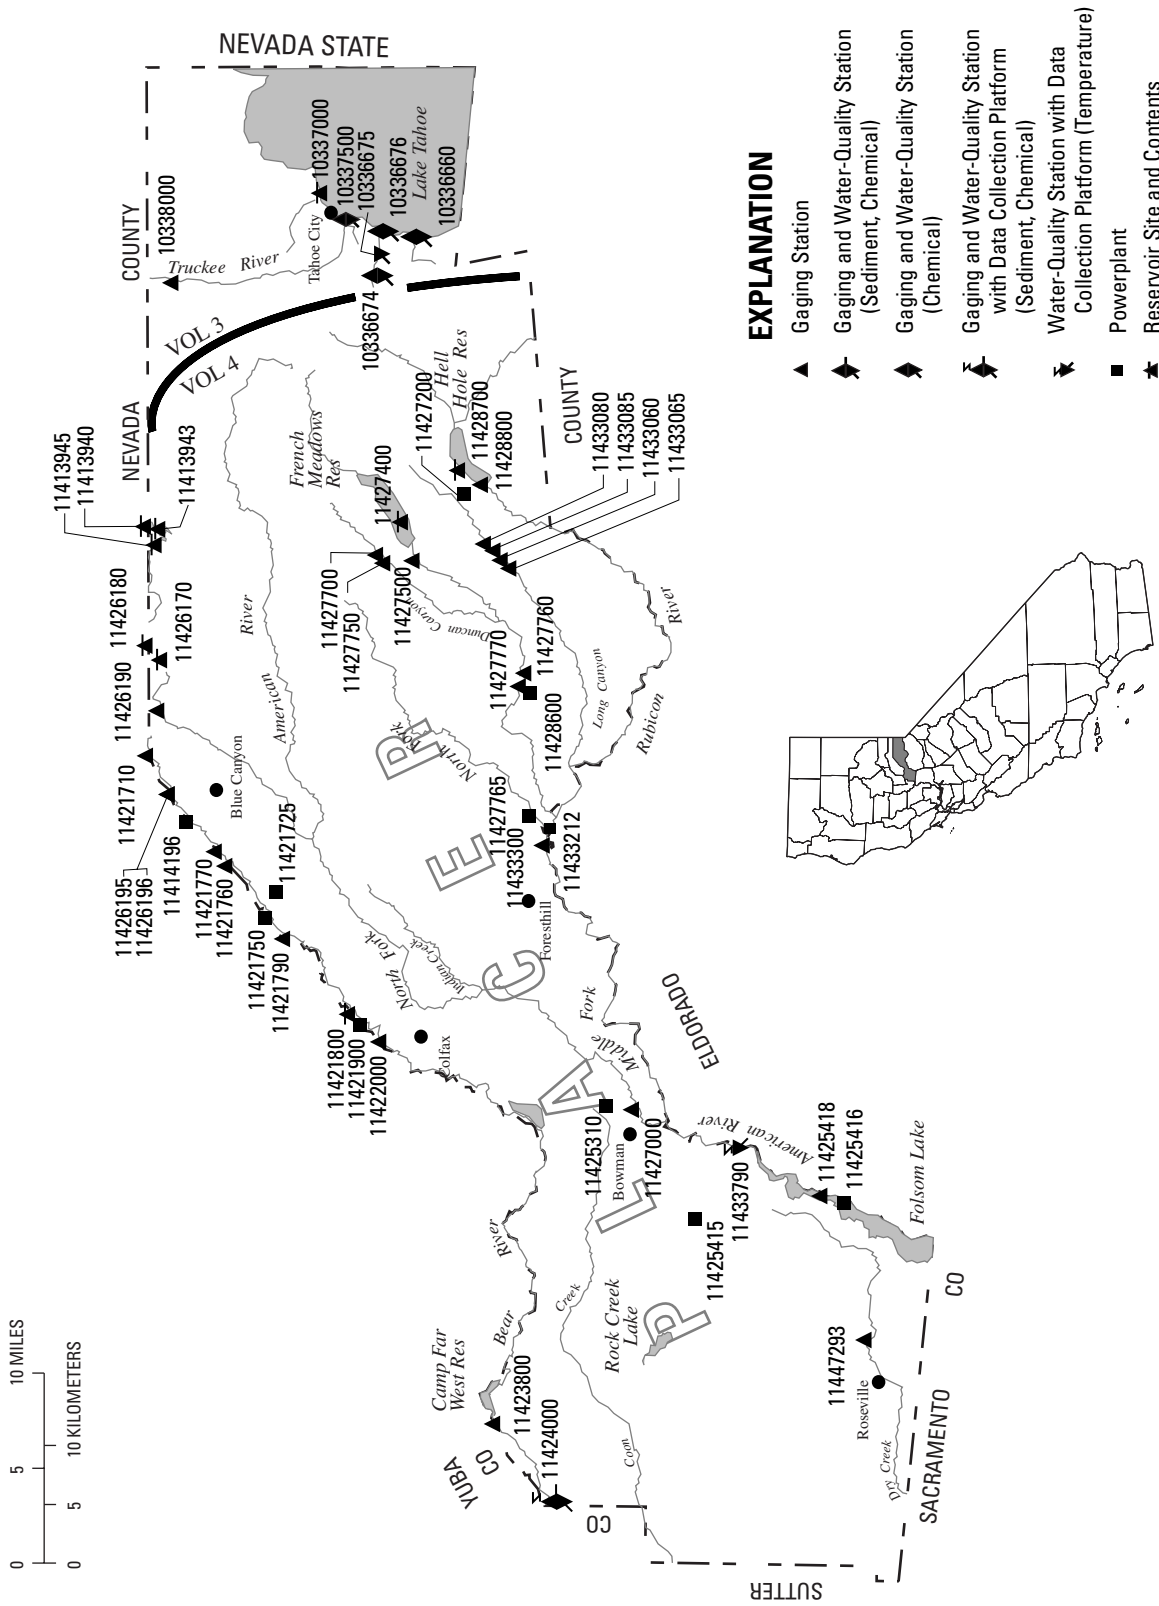 0 5 10 MILES
0 5 10 KILOMETERS
NEVADA STATE
COUNTY
10338000
Truckee River
Tahoe City
10337000
10337500
10336675
10336676
Lake Tahoe
10336660
10336674
VOL 3
VOL 4
NEVADA
11413945
11413940
11413943
11426180
11426170
11426190
11421710
11426195
11426196
11414196
11421770
11421760
11421725
11421750
11421790
11421800
11421900
11422000
Blue Canyon
American River
North Fork
Indian Creek
Colfax
French
Meadows
Res
11427400
11427200
Hell
Hole Res
11428700
11428800
COUNTY
11433080
11433085
11433060
11433065
11427700
11427750
11427500
Duncan Canyon
11427770
11427760
11428600
Long Canyon
Rubicon River
North Fork
11427765
11433300
11433212
Foresthill
PLACER
Middle Fork
ELDORADO
11425310
Bowman
11427000
American River
11433790
11425418
11425416
Folsom Lake
11425415
Rock Creek
Lake
Bear River
Camp Far
West Res
11423800
11424000
YUBA
CO
CO
Coon Creek
11447293
Roseville
Dry Creek
SACRAMENTO CO
SUTTER
EXPLANATION
Gaging Station
Gaging and Water-Quality Station
(Sediment, Chemical)
Gaging and Water-Quality Station
(Chemical)
Gaging and Water-Quality Station
with Data Collection Platform
(Sediment, Chemical)
Water-Quality Station with Data
Collection Platform (Temperature)
Powerplant
Reservoir Site and Contents